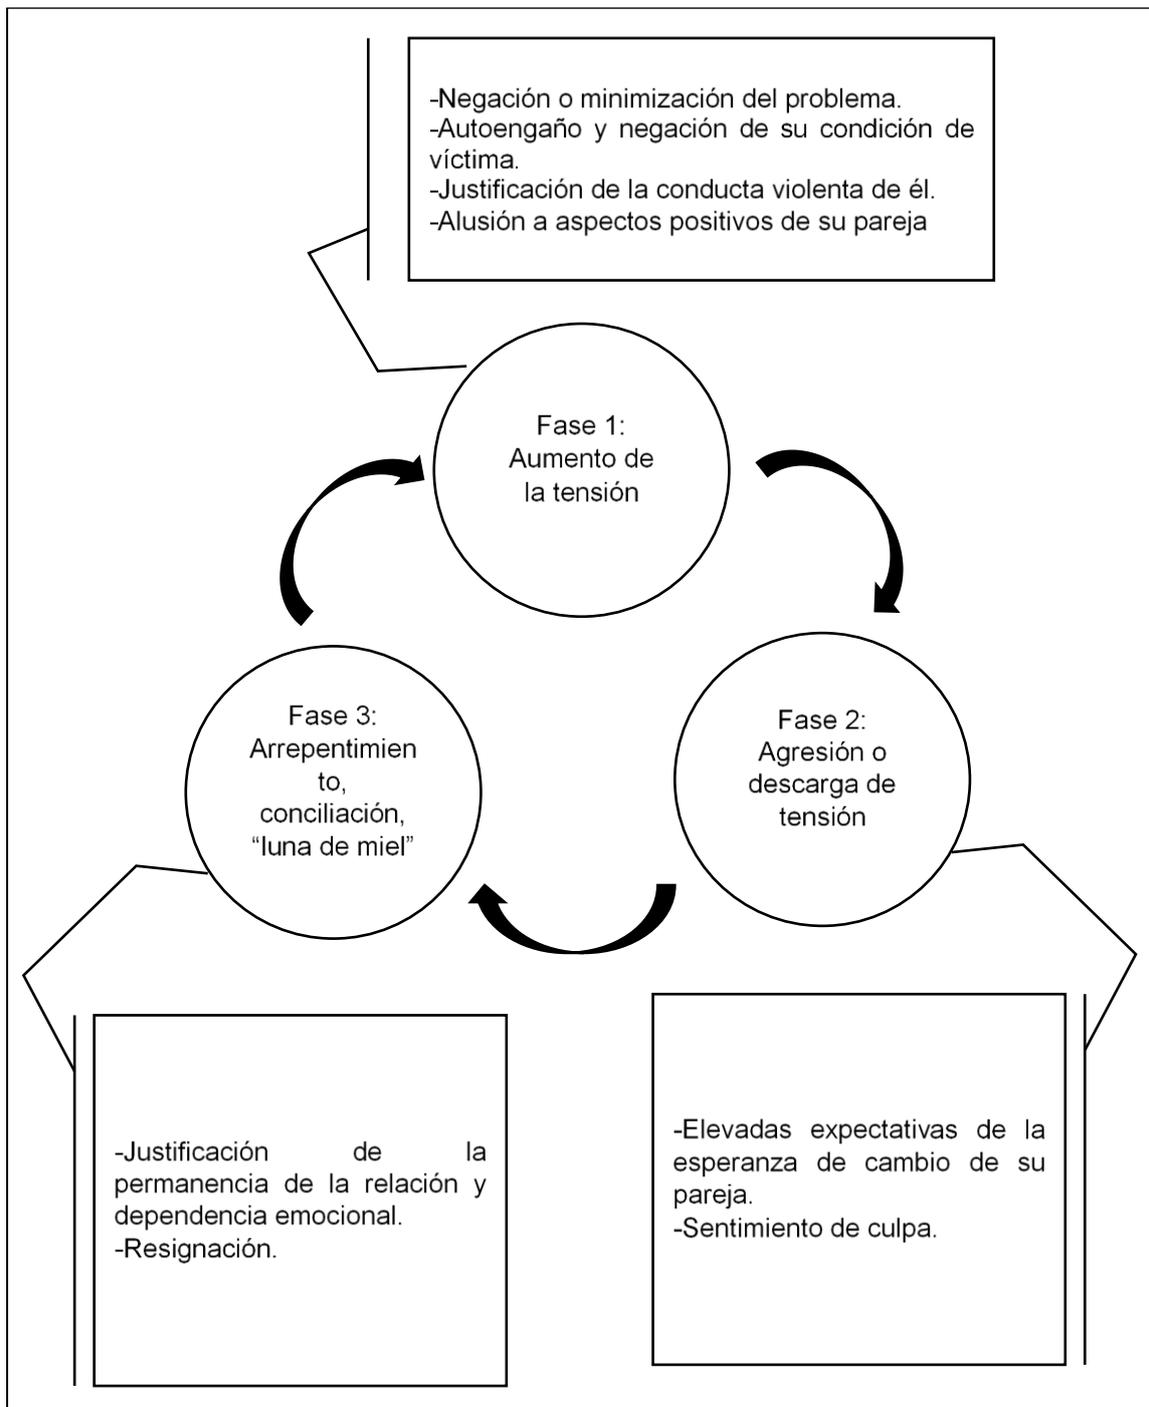 -Negación o minimización del problema.
-Autoengaño y negación de su condición de
víctima.
-Justificación de la conducta violenta de él.
-Alusión a aspectos positivos de su pareja
Fase 1:
Aumento de
la tensión
Fase 2:
Agresión o
descarga de
tensión
Fase 3:
Arrepentimien
to,
conciliación,
“luna de miel”
-Elevadas expectativas de la
esperanza de cambio de su
pareja.
-Sentimiento de culpa.
-Justificación de la
permanencia de la relación y
dependencia emocional.
-Resignación.